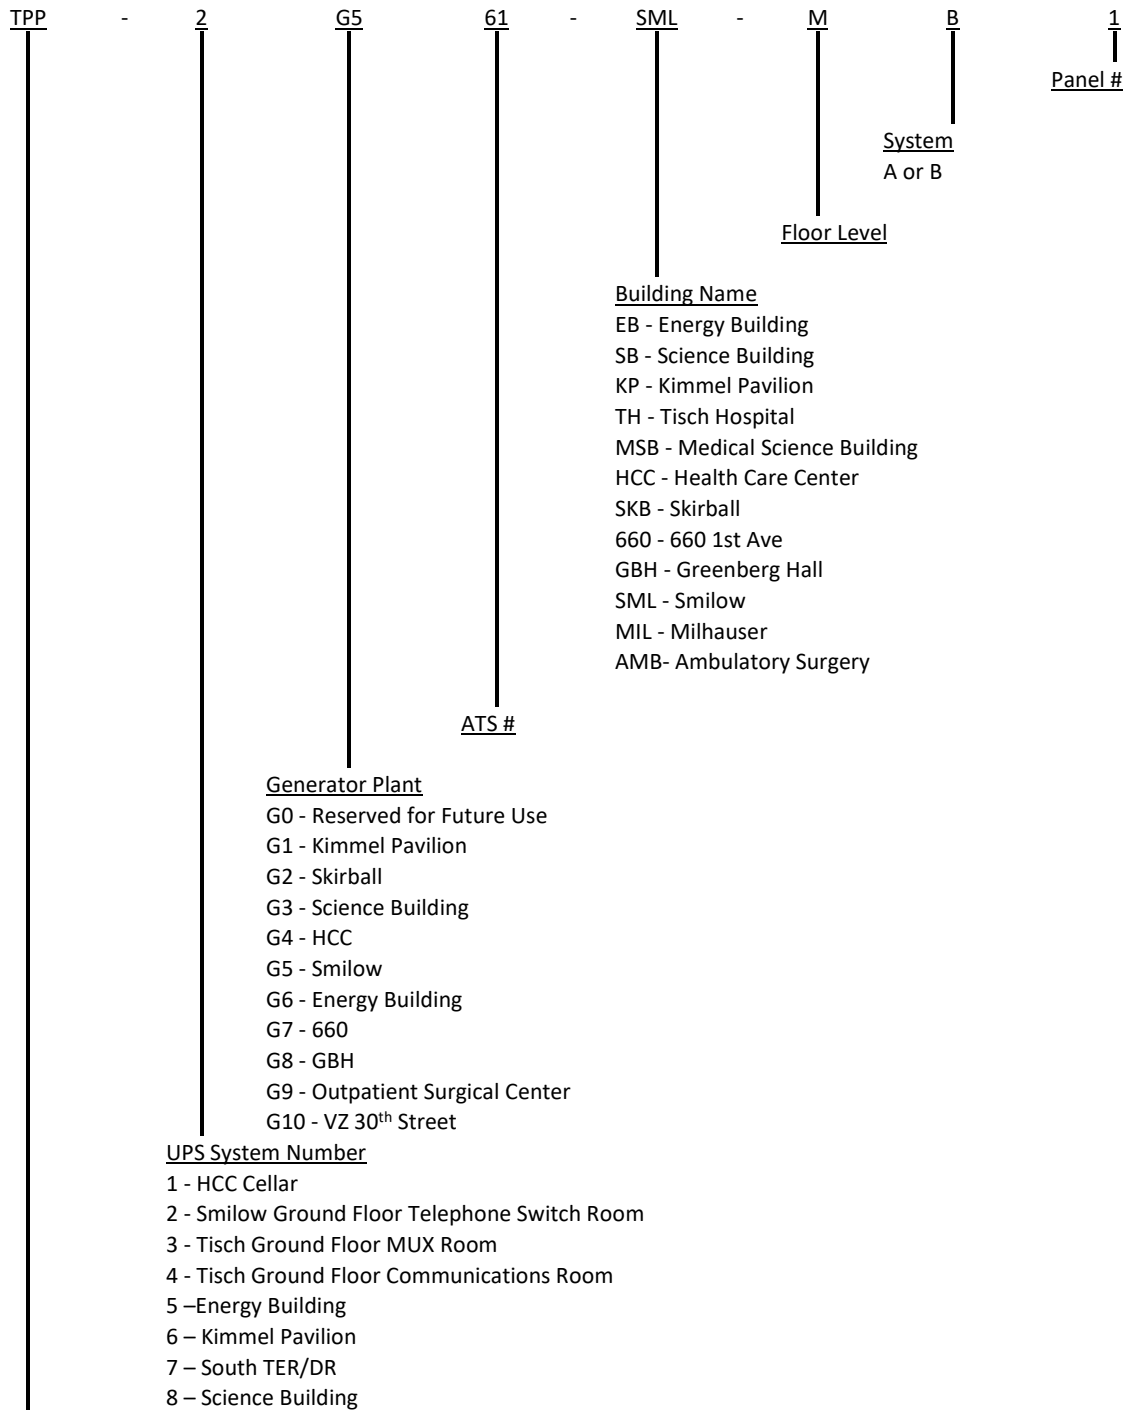 TPP - 2 G5 61 - SML - M B 1
Panel #
System
A or B
Floor Level
Building Name
EB - Energy Building
SB - Science Building
KP - Kimmel Pavilion
TH - Tisch Hospital
MSB - Medical Science Building
HCC - Health Care Center
SKB - Skirball
660 - 660 1st Ave
GBH - Greenberg Hall
SML - Smilow
MIL - Milhauser
AMB- Ambulatory Surgery
ATS #
Generator Plant
G0 - Reserved for Future Use
G1 - Kimmel Pavilion
G2 - Skirball
G3 - Science Building
G4 - HCC
G5 - Smilow
G6 - Energy Building
G7 - 660
G8 - GBH
G9 - Outpatient Surgical Center
G10 - VZ 30th Street
UPS System Number
1 - HCC Cellar
2 - Smilow Ground Floor Telephone Switch Room
3 - Tisch Ground Floor MUX Room
4 - Tisch Ground Floor Communications Room
5 –Energy Building
6 – Kimmel Pavilion
7 – South TER/DR
8 – Science Building